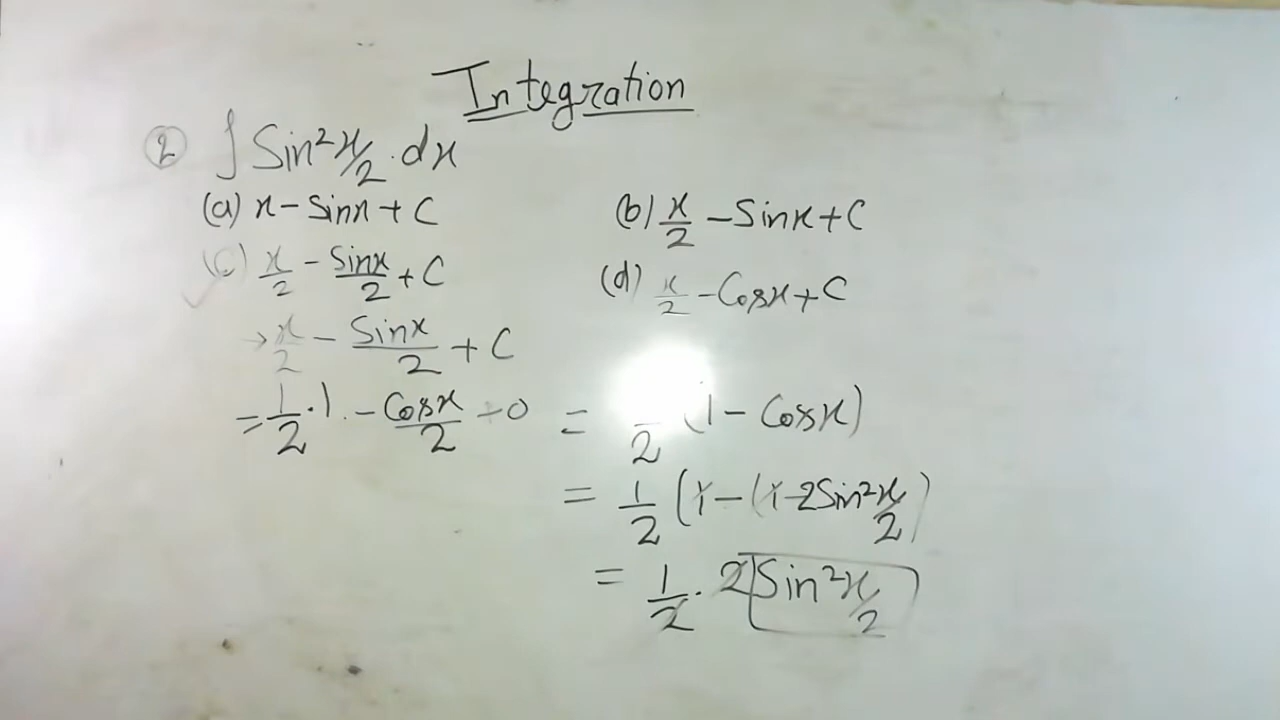 Integration
2 ∫ Sin²x/2 · dx
(a) x - Sinx + C (b) x/2 - Sinx + C
(c) x/2 - Sinx/2 + C (d) x/2 - Cosx + C
→ x/2 - Sinx/2 + C
= 1/2 · 1 · - Cosx/2 + 0 = /2 (1 - Cosx)
= 1/2 (1 - (1 - 2Sin²x/2)
= 1/2 · 2 Sin²x/2